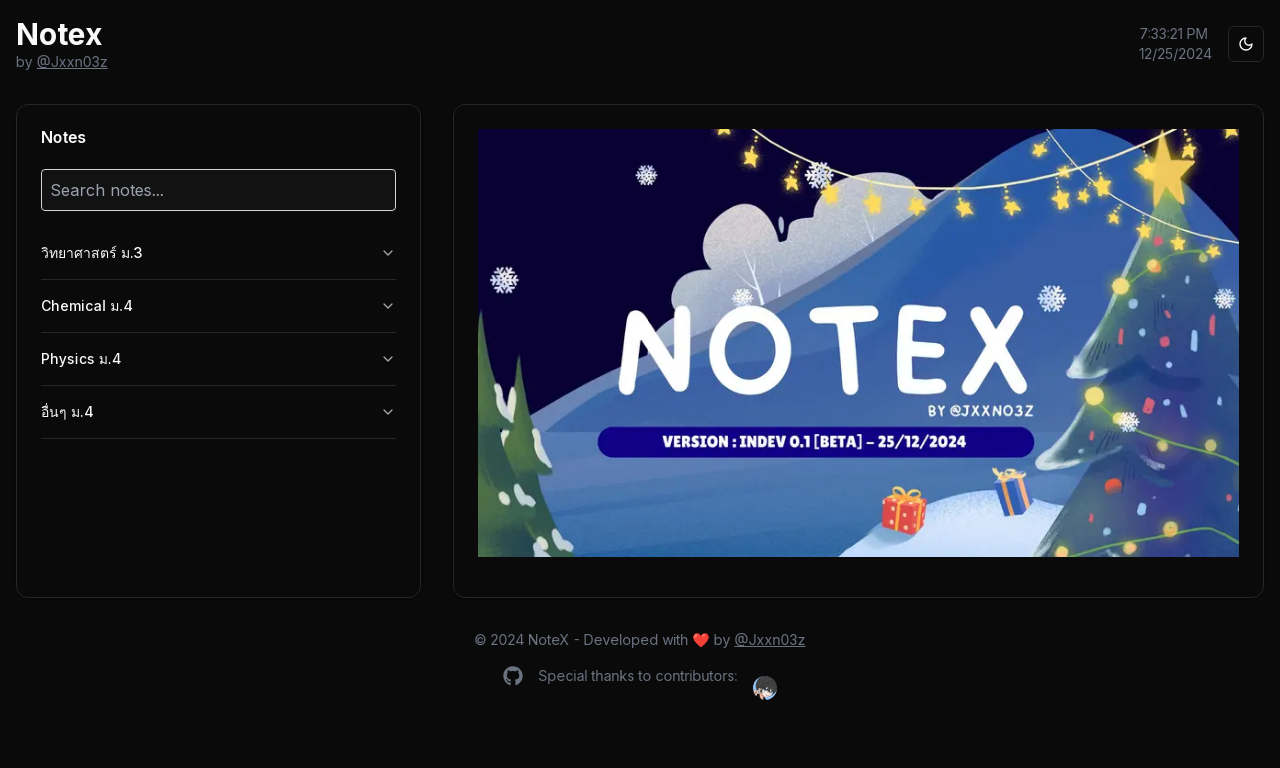 Notex
by @Jxxn03z
7:33:21 PM
12/25/2024
Notes
Search notes...
วิทยาศาสตร์ ม.3
Chemical ม.4
Physics ม.4
อื่นๆ ม.4
NOTEX
BY @JXXNO3Z
VERSION : INDEV 0.1 [BETA] – 25/12/2024
© 2024 NoteX - Developed with ❤️ by @Jxxn03z
Special thanks to contributors: